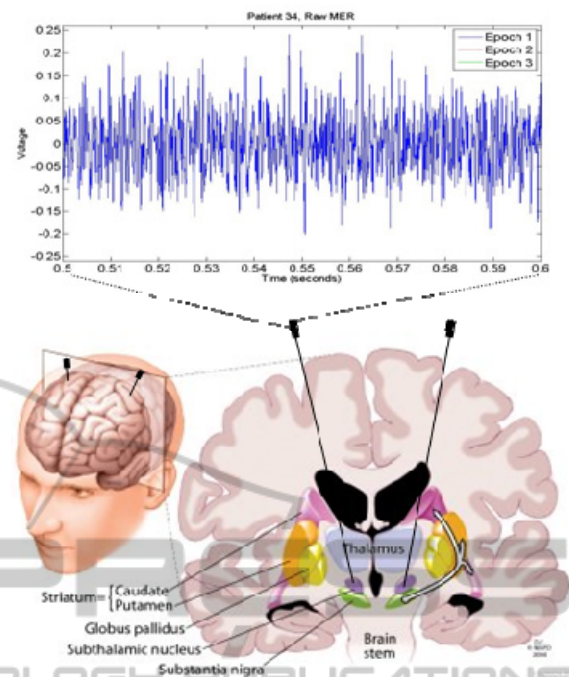 Patient 34, Raw MER
Epoch 1
Epoch 2
Epoch 3
Voltage
0.25
0.2
0.15
0.1
0.05
0
-0.05
-0.1
-0.15
-0.2
-0.25
0.5 0.51 0.52 0.53 0.54 0.55 0.56 0.57 0.58 0.59 0.6
Time (seconds)
Thalamus
Striatum= { Caudate
Putamen
Globus pallidus
Subthalamic nucleus
Substantia nigra
Brain
stem
PUBLICATIONS